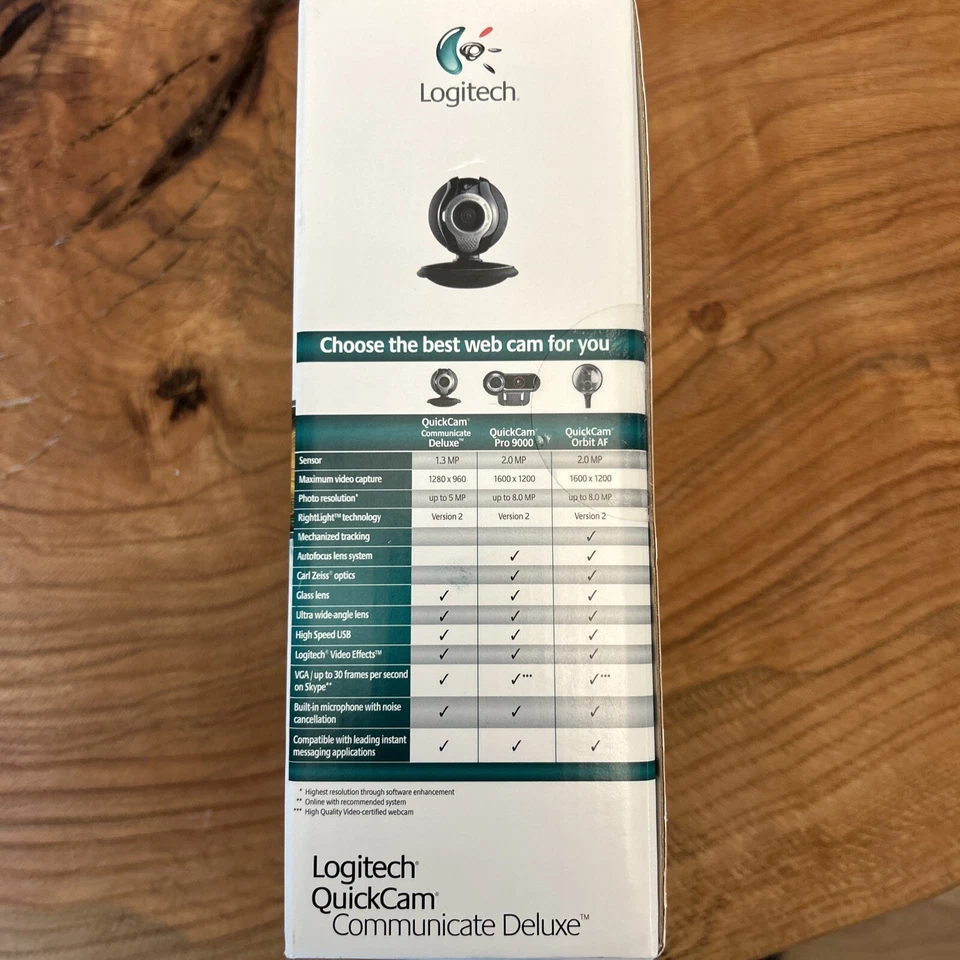 Logitech
Choose the best web cam for you
QuickCam® Communicate Deluxe™ QuickCam® Pro 9000 QuickCam® Orbit AF
Sensor 1.3 MP 2.0 MP 2.0 MP
Maximum video capture 1280 x 960 1600 x 1200 1600 x 1200
Photo resolution* up to 5 MP up to 8.0 MP up to 8.0 MP
RightLight™ technology Version 2 Version 2 Version 2
Mechanized tracking ✓
Autofocus lens system ✓ ✓
Carl Zeiss® optics ✓ ✓
Glass lens ✓ ✓ ✓
Ultra wide-angle lens ✓ ✓ ✓
High Speed USB ✓ ✓ ✓
Logitech® Video Effects™ ✓ ✓ ✓
VGA / up to 30 frames per second
on Skype** ✓ ✓*** ✓***
Built-in microphone with noise
cancellation ✓ ✓ ✓
Compatible with leading instant
messaging applications ✓ ✓ ✓
* Highest resolution through software enhancement
** Online with recommended system
*** High Quality Video-certified webcam
Logitech®
QuickCam®
Communicate Deluxe™